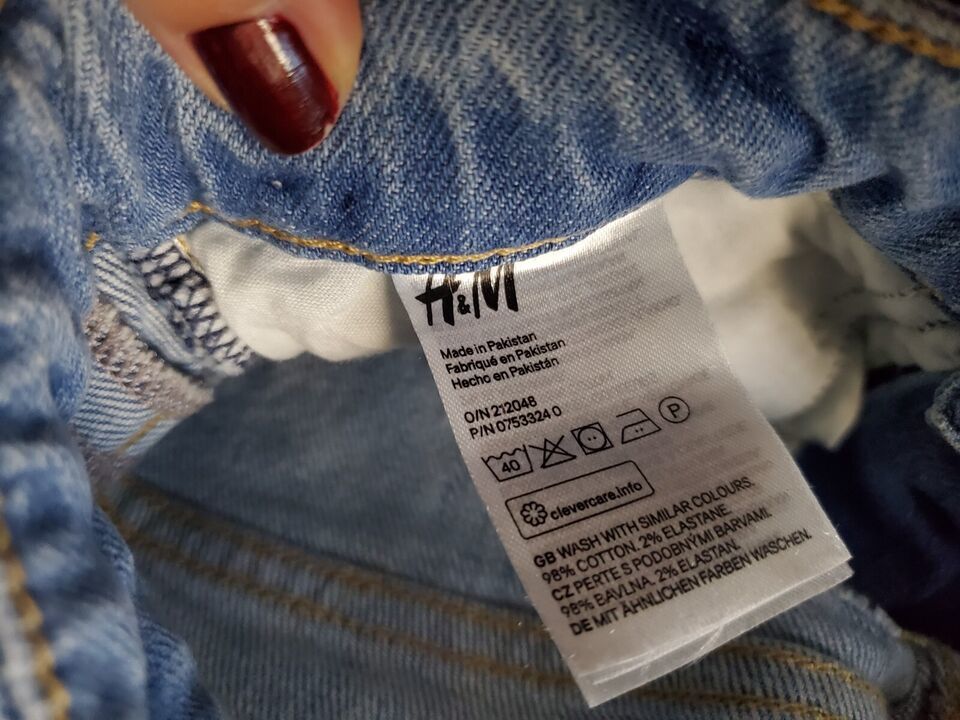 H&M
Made in Pakistan
Fabriqué en Pakistan
Hecho en Pakistán
O/N 212048
P/N 0753324 0
40 P
clevercare.info
GB WASH WITH SIMILAR COLOURS.
98% COTTON. 2% ELASTANE.
CZ PERTE S PODOBNÝMI BARVAMI.
98% BAVLNA. 2% ELASTAN.
DE MIT ÄHNLICHEN FARBEN WASCHEN.